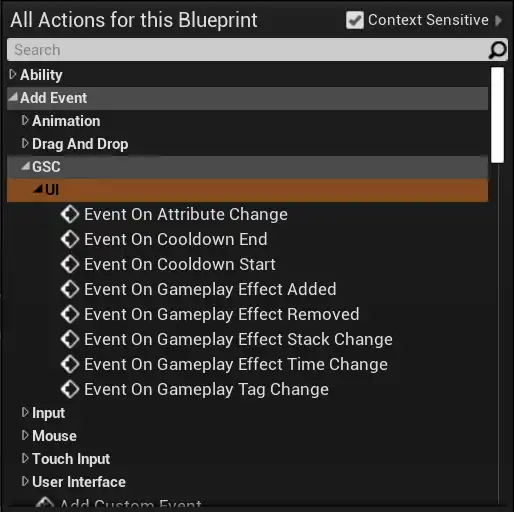 All Actions for this Blueprint
Context Sensitive
Search
Ability
Add Event
Animation
Drag And Drop
GSC
UI
Event On Attribute Change
Event On Cooldown End
Event On Cooldown Start
Event On Gameplay Effect Added
Event On Gameplay Effect Removed
Event On Gameplay Effect Stack Change
Event On Gameplay Effect Time Change
Event On Gameplay Tag Change
Input
Mouse
Touch Input
User Interface
Add Custom Event